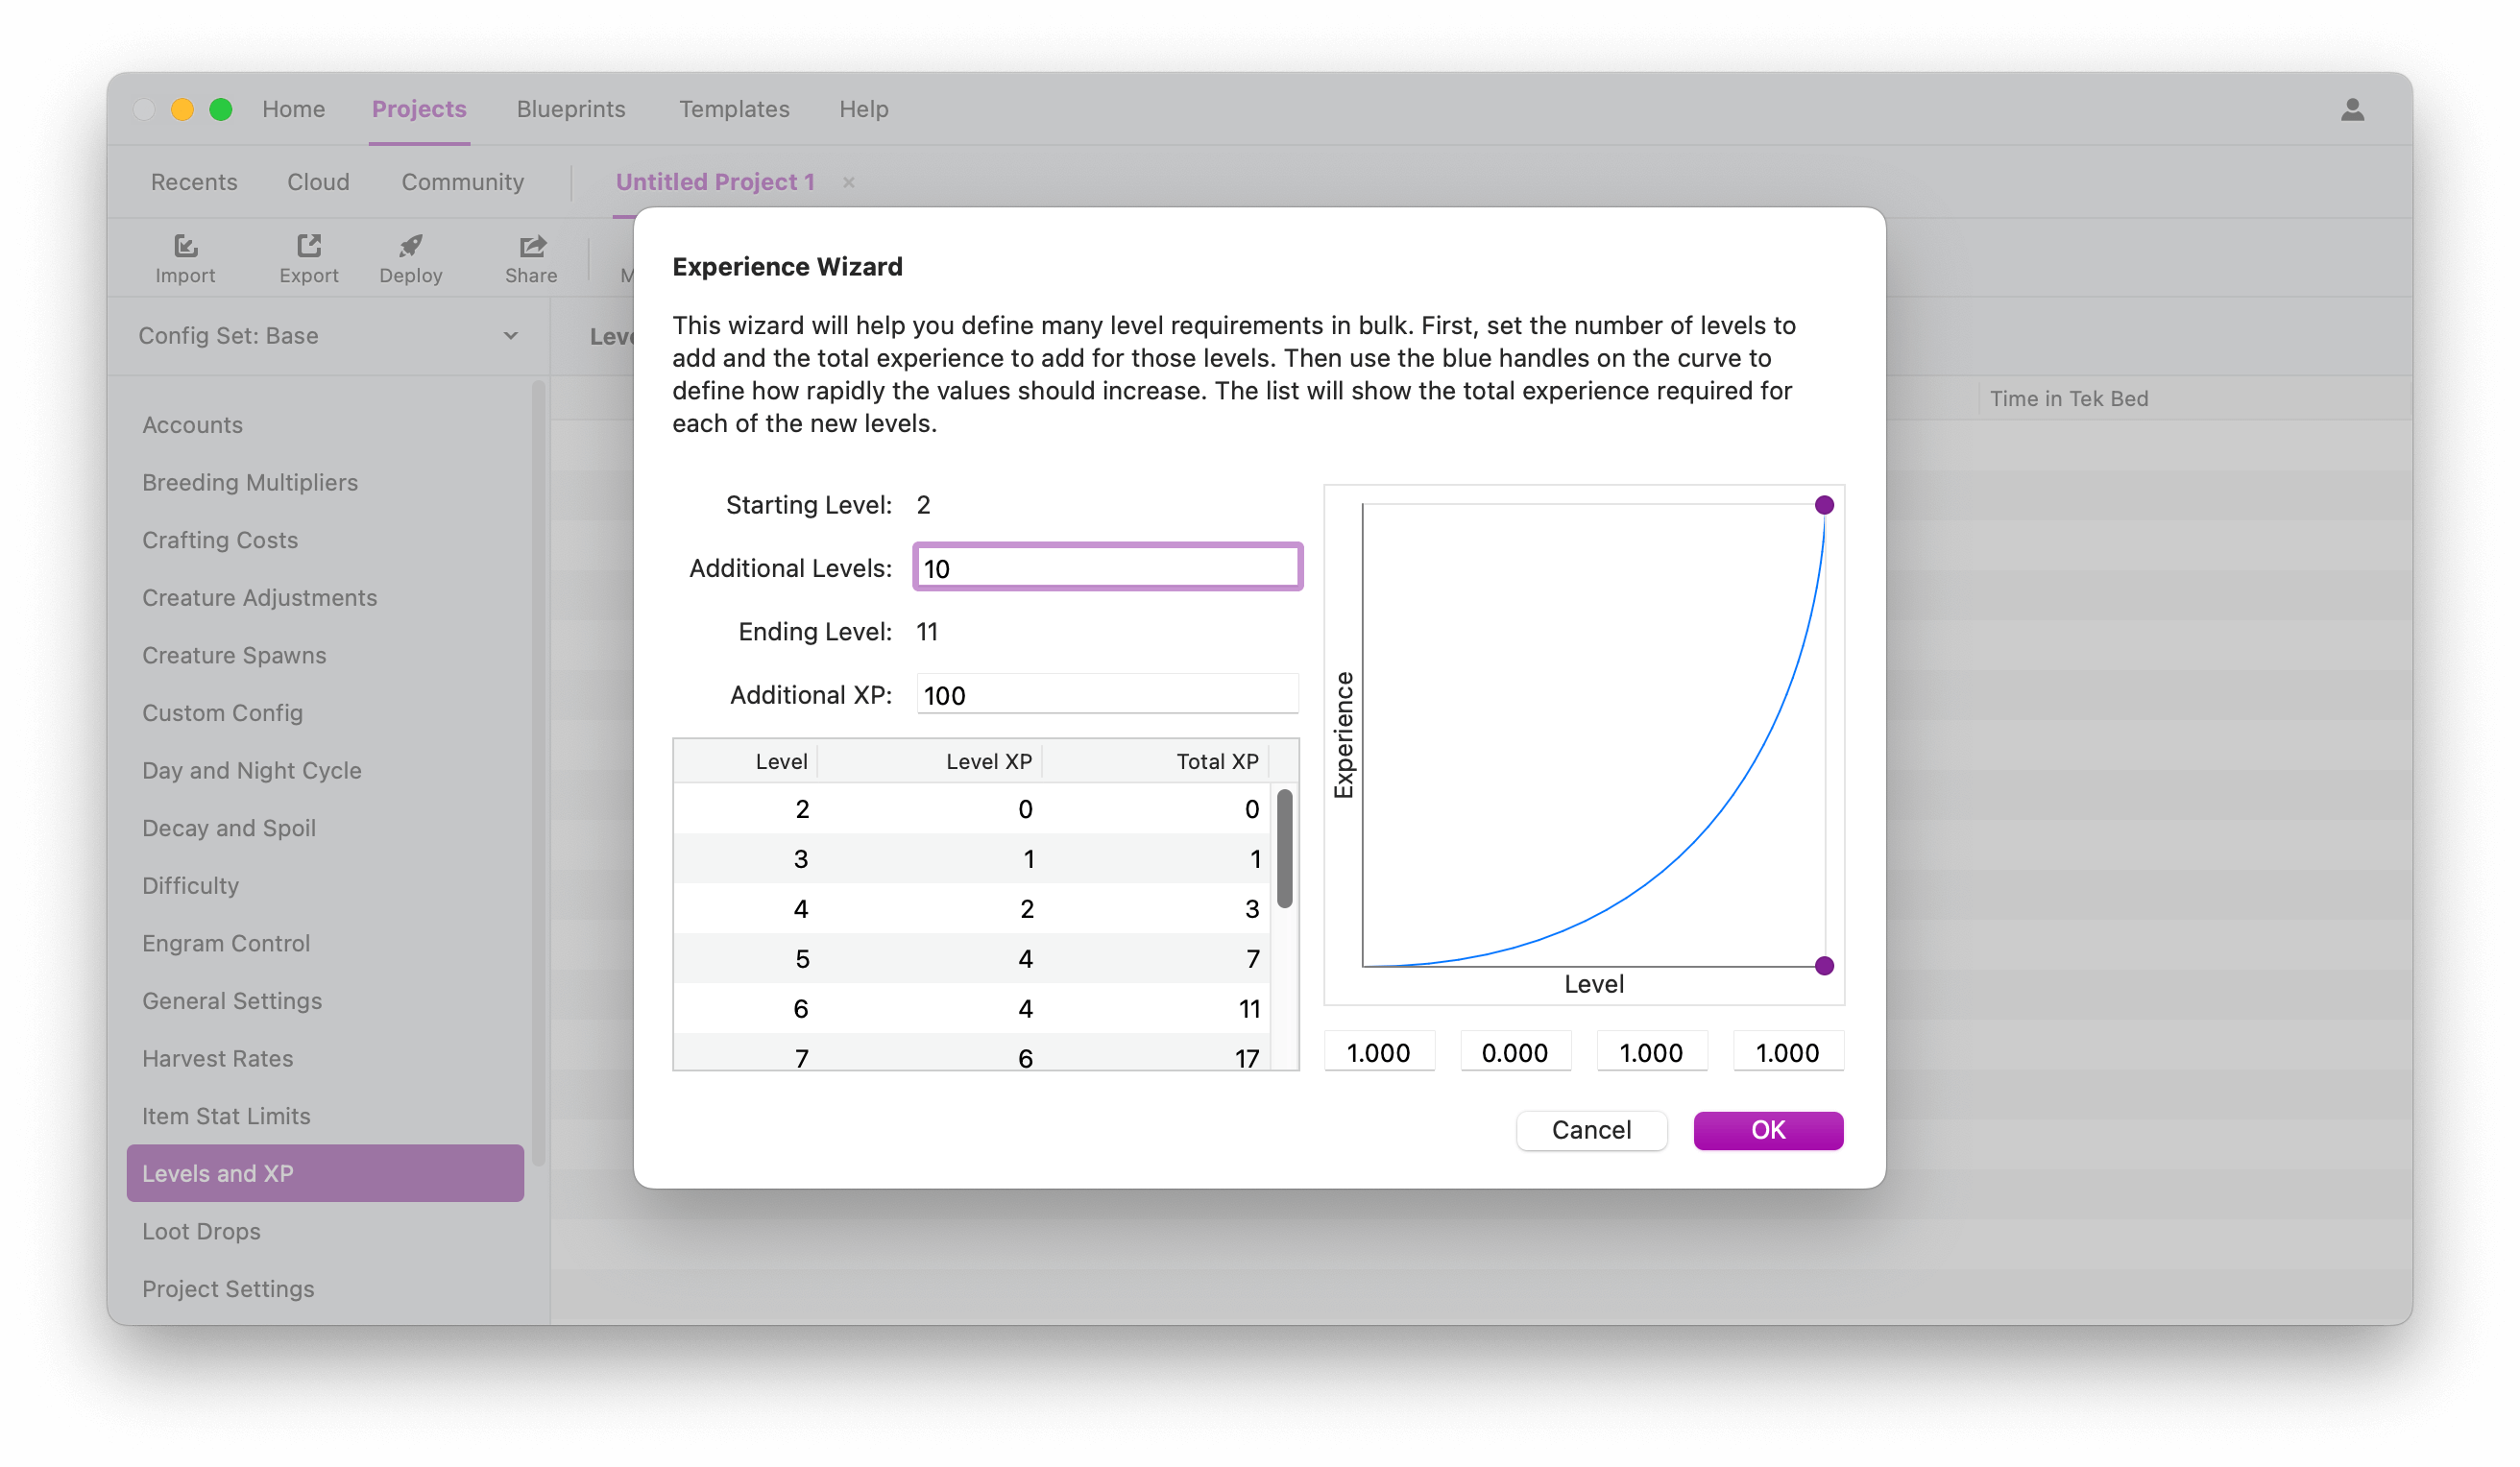 Home Projects Blueprints Templates Help
Recents Cloud Community Untitled Project 1 ×
Import Export Deploy Share
Config Set: Base
Time in Tek Bed
Accounts
Breeding Multipliers
Crafting Costs
Creature Adjustments
Creature Spawns
Custom Config
Day and Night Cycle
Decay and Spoil
Difficulty
Engram Control
General Settings
Harvest Rates
Item Stat Limits
Levels and XP
Loot Drops
Project Settings
Experience Wizard
This wizard will help you define many level requirements in bulk. First, set the number of levels to
add and the total experience to add for those levels. Then use the blue handles on the curve to
define how rapidly the values should increase. The list will show the total experience required for
each of the new levels.
Starting Level: 2
Additional Levels: 10
Ending Level: 11
Additional XP: 100
Level Level XP Total XP
2 0 0
3 1 1
4 2 3
5 4 7
6 4 11
7 6 17
Experience
Level
1.000 0.000 1.000 1.000
Cancel OK